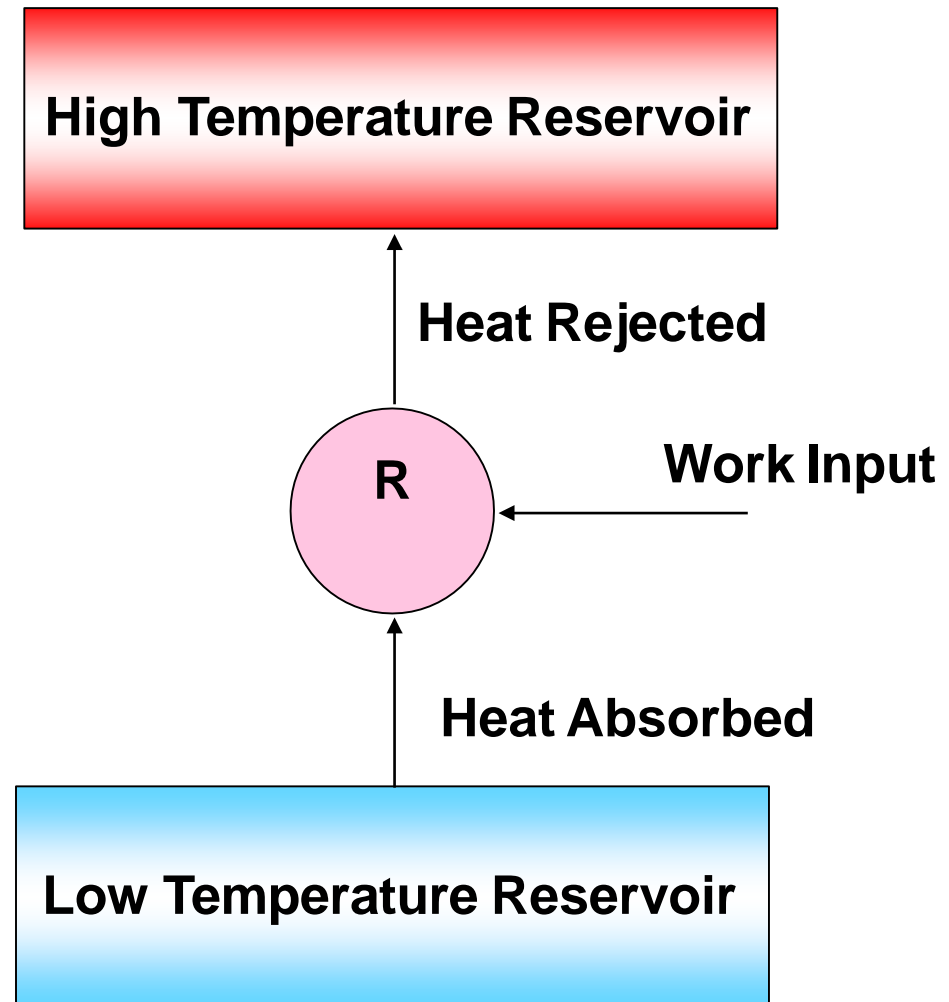 High Temperature Reservoir
Heat Rejected
R
Work Input
Heat Absorbed
Low Temperature Reservoir